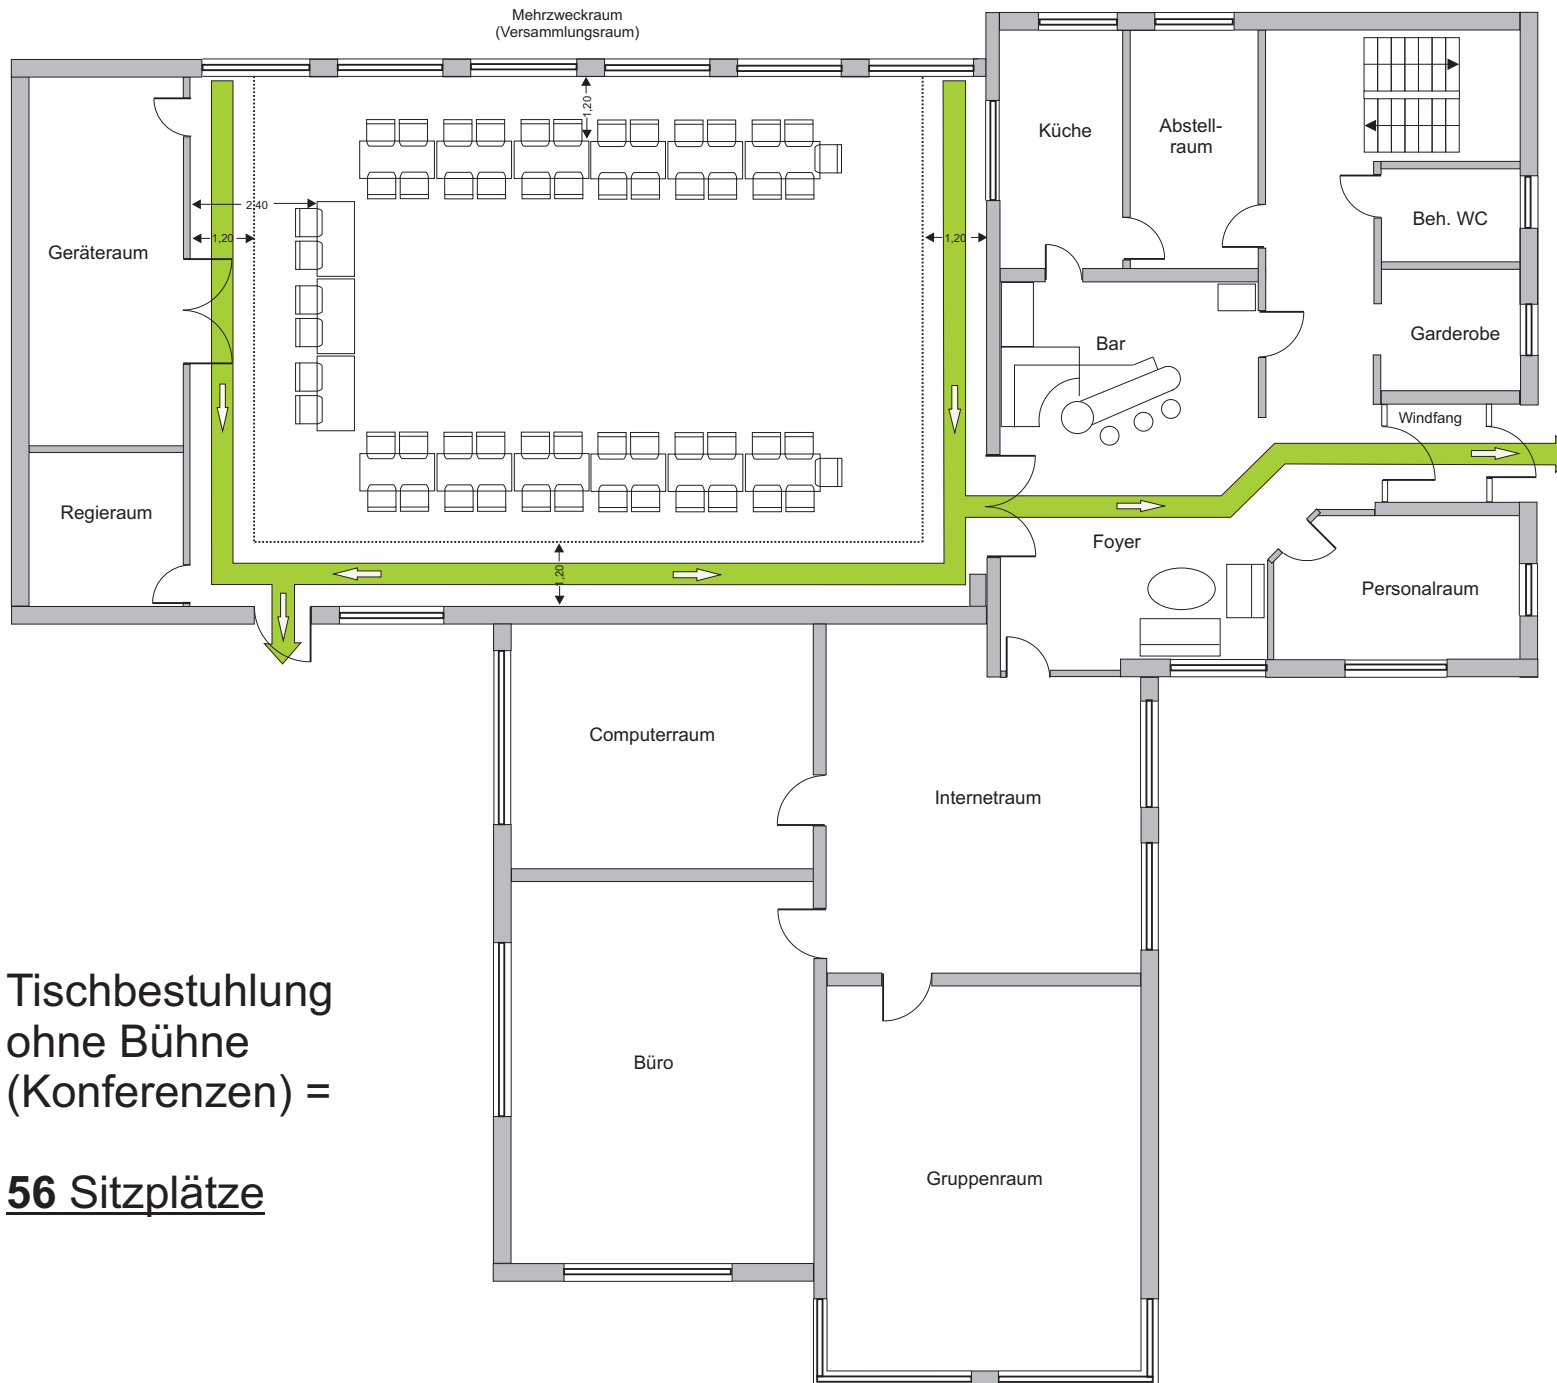 Mehrzweckraum
(Versammlungsraum)
1,20
Küche
Abstell-
raum
2,40
1,20
1,20
Beh. WC
Geräteraum
Bar
Garderobe
Windfang
Regieraum
Foyer
1,20
Personalraum
Computerraum
Internetraum
Tischbestuhlung
ohne Bühne
(Konferenzen) =
Büro
56 Sitzplätze
Gruppenraum